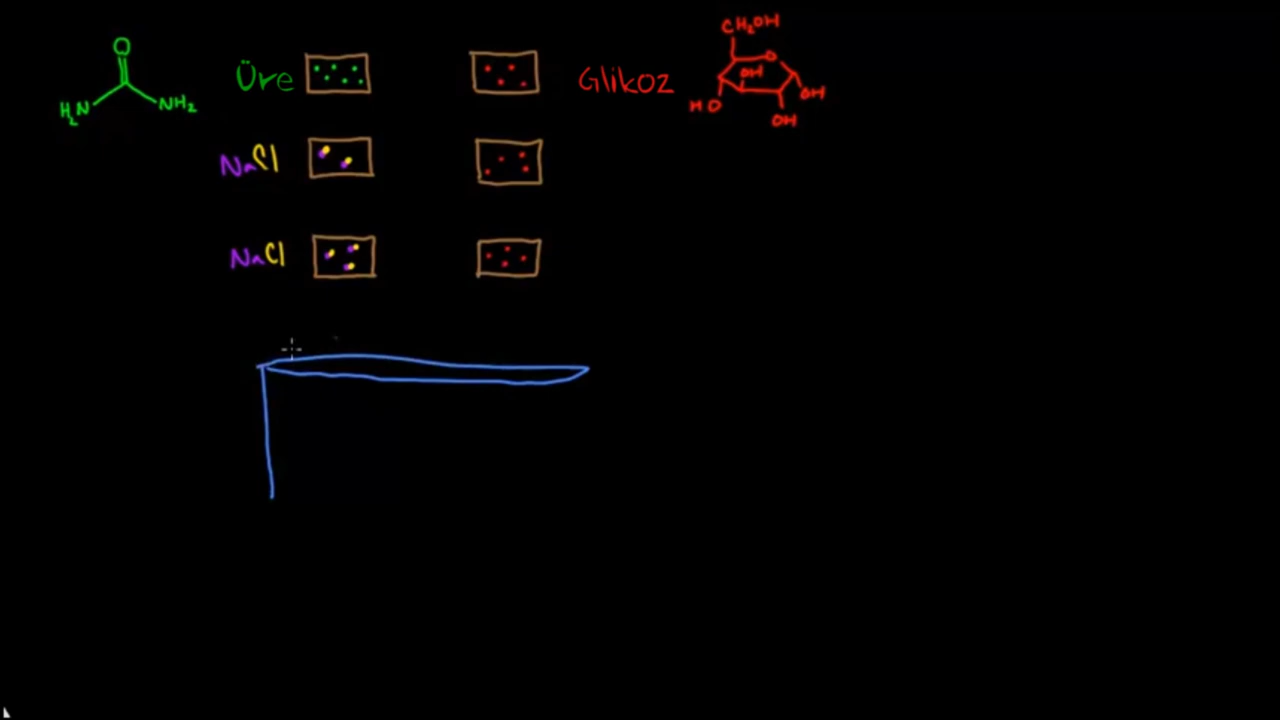 CH₂OH
O
O
Üre
Glikoz
OH
H₂N
NH₂
HO
OH
OH
NaCl
NaCl